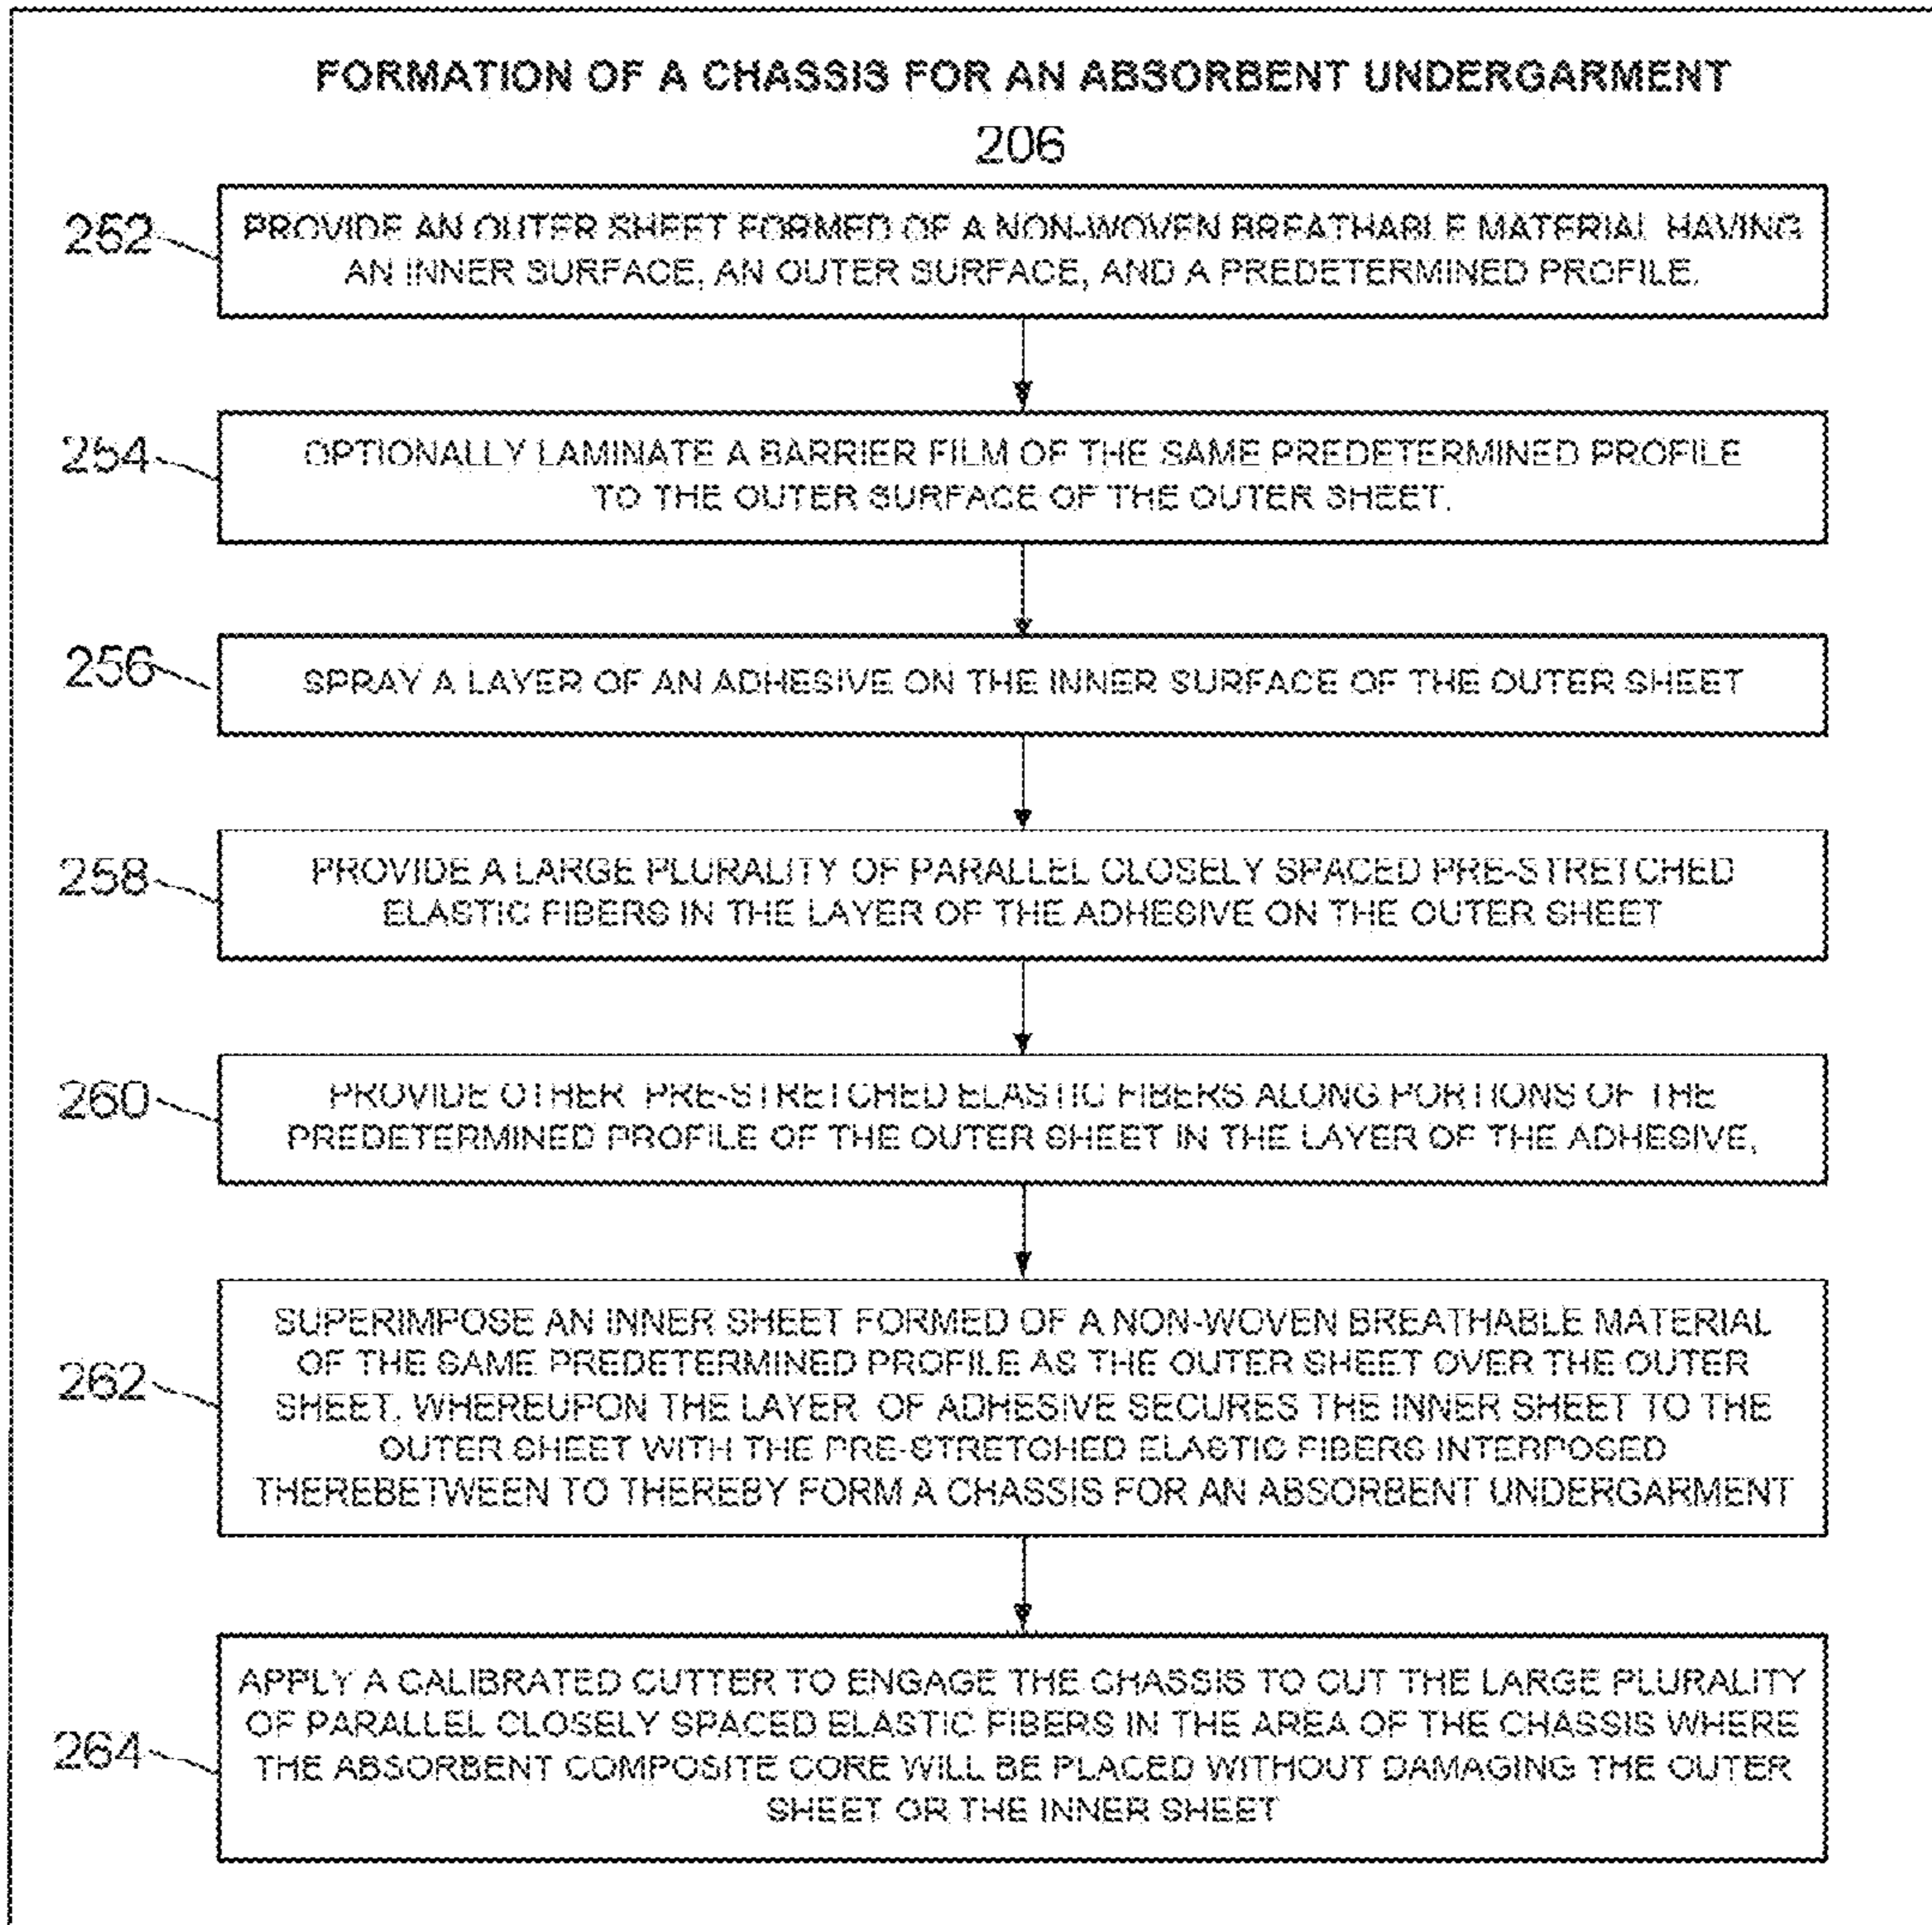 FORMATION OF A CHASSIS FOR AN ABSORBENT UNDERGARMENT
206
252
PROVIDE AN OUTER SHEET FORMED OF A NON-WOVEN BREATHABLE MATERIAL HAVING
AN INNER SURFACE, AN OUTER SURFACE, AND A PREDETERMINED PROFILE.
254
OPTIONALLY LAMINATE A BARRIER FILM OF THE SAME PREDETERMINED PROFILE
TO THE OUTER SURFACE OF THE OUTER SHEET.
256
SPRAY A LAYER OF AN ADHESIVE ON THE INNER SURFACE OF THE OUTER SHEET
258
PROVIDE A LARGE PLURALITY OF PARALLEL CLOSELY SPACED PRE-STRETCHED
ELASTIC FIBERS IN THE LAYER OF THE ADHESIVE ON THE OUTER SHEET
260
PROVIDE OTHER PRE-STRETCHED ELASTIC FIBERS ALONG PORTIONS OF THE
PREDETERMINED PROFILE OF THE OUTER SHEET IN THE LAYER OF THE ADHESIVE,
262
SUPERIMPOSE AN INNER SHEET FORMED OF A NON-WOVEN BREATHABLE MATERIAL
OF THE SAME PREDETERMINED PROFILE AS THE OUTER SHEET OVER THE OUTER
SHEET, WHEREUPON THE LAYER OF ADHESIVE SECURES THE INNER SHEET TO THE
OUTER SHEET WITH THE PRE-STRETCHED ELASTIC FIBERS INTERPOSED
THEREBETWEEN TO THEREBY FORM A CHASSIS FOR AN ABSORBENT UNDERGARMENT
264
APPLY A CALIBRATED CUTTER TO ENGAGE THE CHASSIS TO CUT THE LARGE PLURALITY
OF PARALLEL CLOSELY SPACED ELASTIC FIBERS IN THE AREA OF THE CHASSIS WHERE
THE ABSORBENT COMPOSITE CORE WILL BE PLACED WITHOUT DAMAGING THE OUTER
SHEET OR THE INNER SHEET